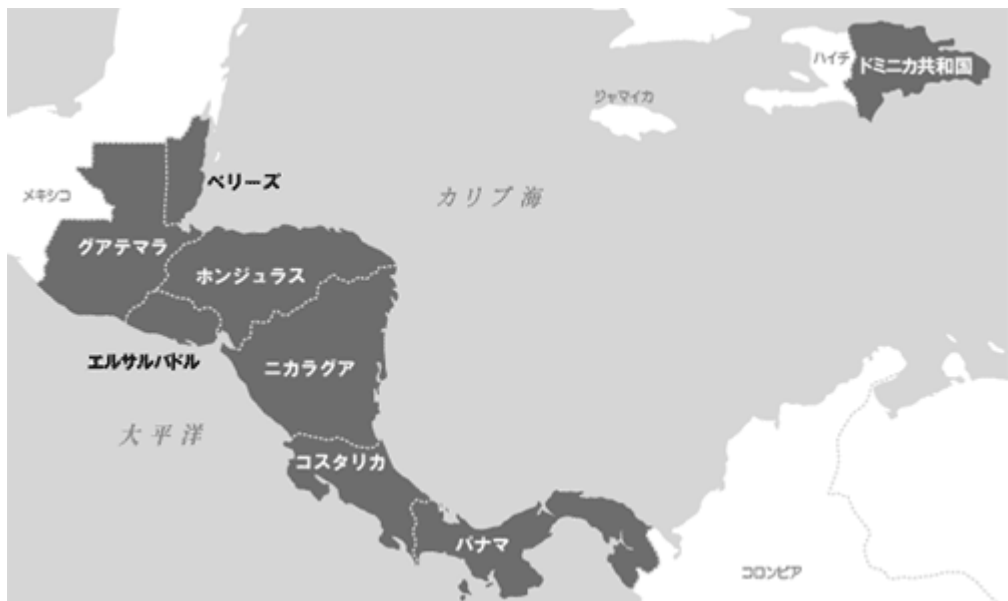 ハイチ
ドミニカ共和国
ジャマイカ
ベリーズ
メキシコ
カリブ海
グアテマラ
ホンジュラス
エルサルバドル
ニカラグア
大平洋
コスタリカ
パナマ
コロンビア